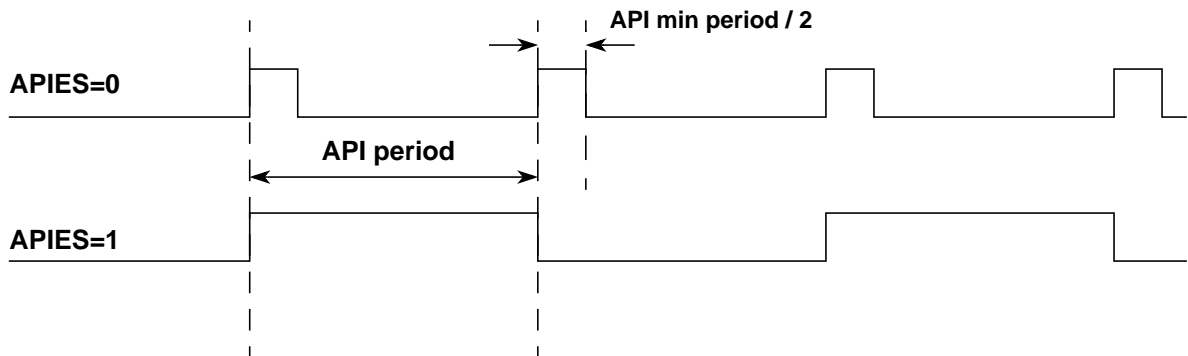 API min period / 2
APIES=0
API period
APIES=1